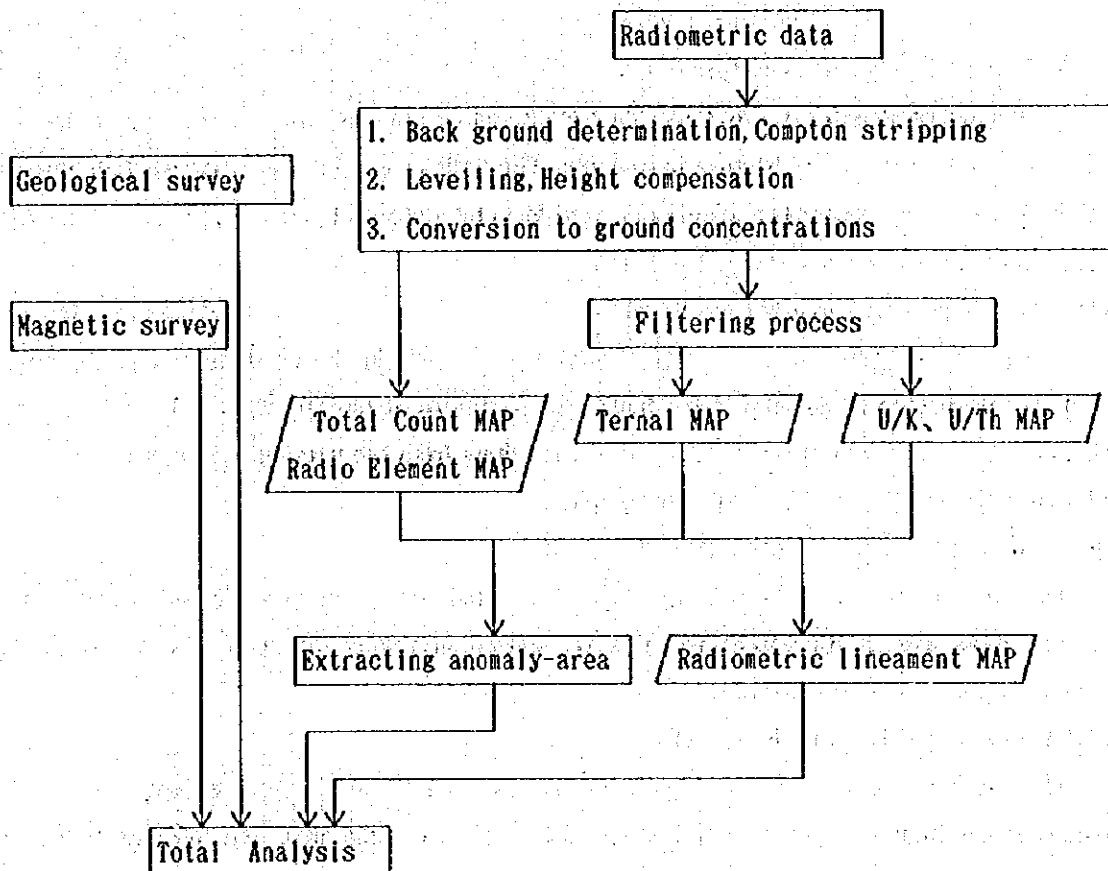 Radiometric data
1. Back ground determination, Compton stripping
2. Levelling, Height compensation
3. Conversion to ground concentrations
Geological survey
Magnetic survey
Filtering process
Total Count MAP
Radio Element MAP
Ternal MAP
U/K、U/Th MAP
Extracting anomaly-area
Radiometric lineament MAP
Total Analysis